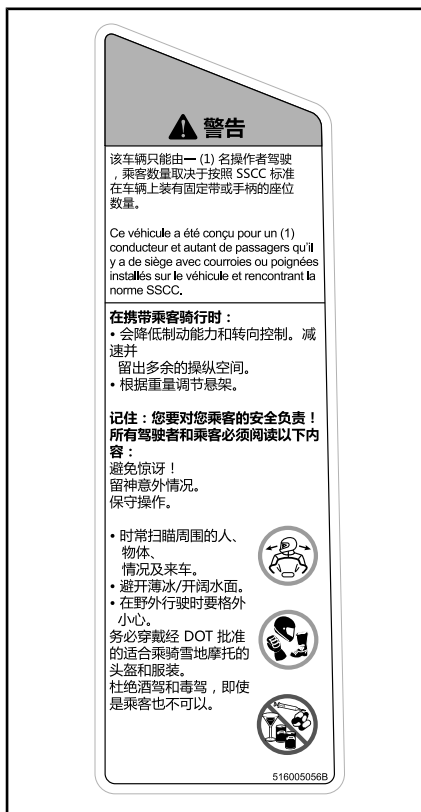 警告
该车辆只能由一 (1) 名操作者驾驶
，乘客数量取决于按照 SSCC 标准
在车辆上装有固定带或手柄的座位
数量。
Ce véhicule a été conçu pour un (1)
conducteur et autant de passagers qu'il
y a de siège avec courroies ou poignées
installés sur le véhicule et rencontrant la
norme SSCC.
在携带乘客骑行时：
• 会降低制动能力和转向控制。减
速并
留出多余的操纵空间。
• 根据重量调节悬架。
记住：您要对您乘客的安全负责！
所有驾驶者和乘客必须阅读以下内
容：
避免惊讶！
留神意外情况。
保守操作。
• 时常扫瞄周围的人、
物体、
情况及来车。
• 避开薄冰/开阔水面。
• 在野外行驶时要格外
小心。
务必穿戴经 DOT 批准
的适合乘骑雪地摩托的
头盔和服装。
杜绝酒驾和毒驾，即使
是乘客也不可以。
516005056B